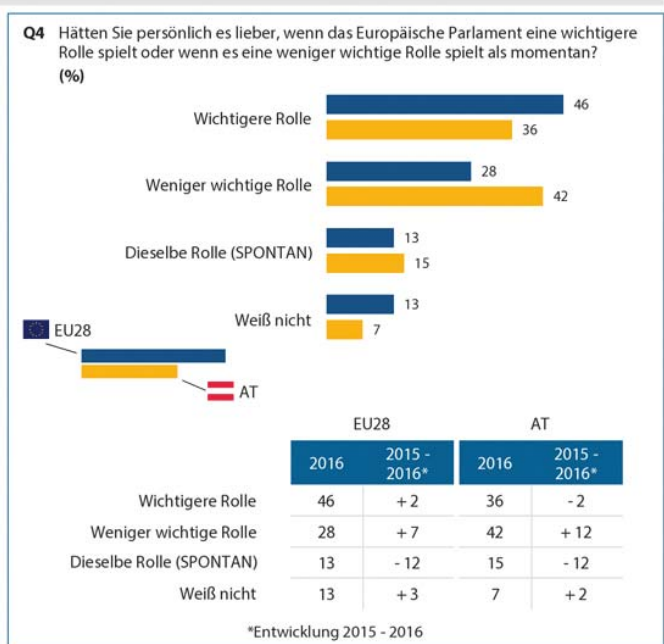 Q4 Hätten Sie persönlich es lieber, wenn das Europäische Parlament eine wichtigere
Rolle spielt oder wenn es eine weniger wichtige Rolle spielt als momentan?
(%)
Wichtigere Rolle
46
36
Weniger wichtige Rolle
28
42
Dieselbe Rolle (SPONTAN)
13
15
Weiß nicht
13
7
EU28
AT
EU28 AT
2016 2015 - 2016* 2016 2015 - 2016*
Wichtigere Rolle 46 + 2 36 - 2
Weniger wichtige Rolle 28 + 7 42 + 12
Dieselbe Rolle (SPONTAN) 13 - 12 15 - 12
Weiß nicht 13 + 3 7 + 2
*Entwicklung 2015 - 2016